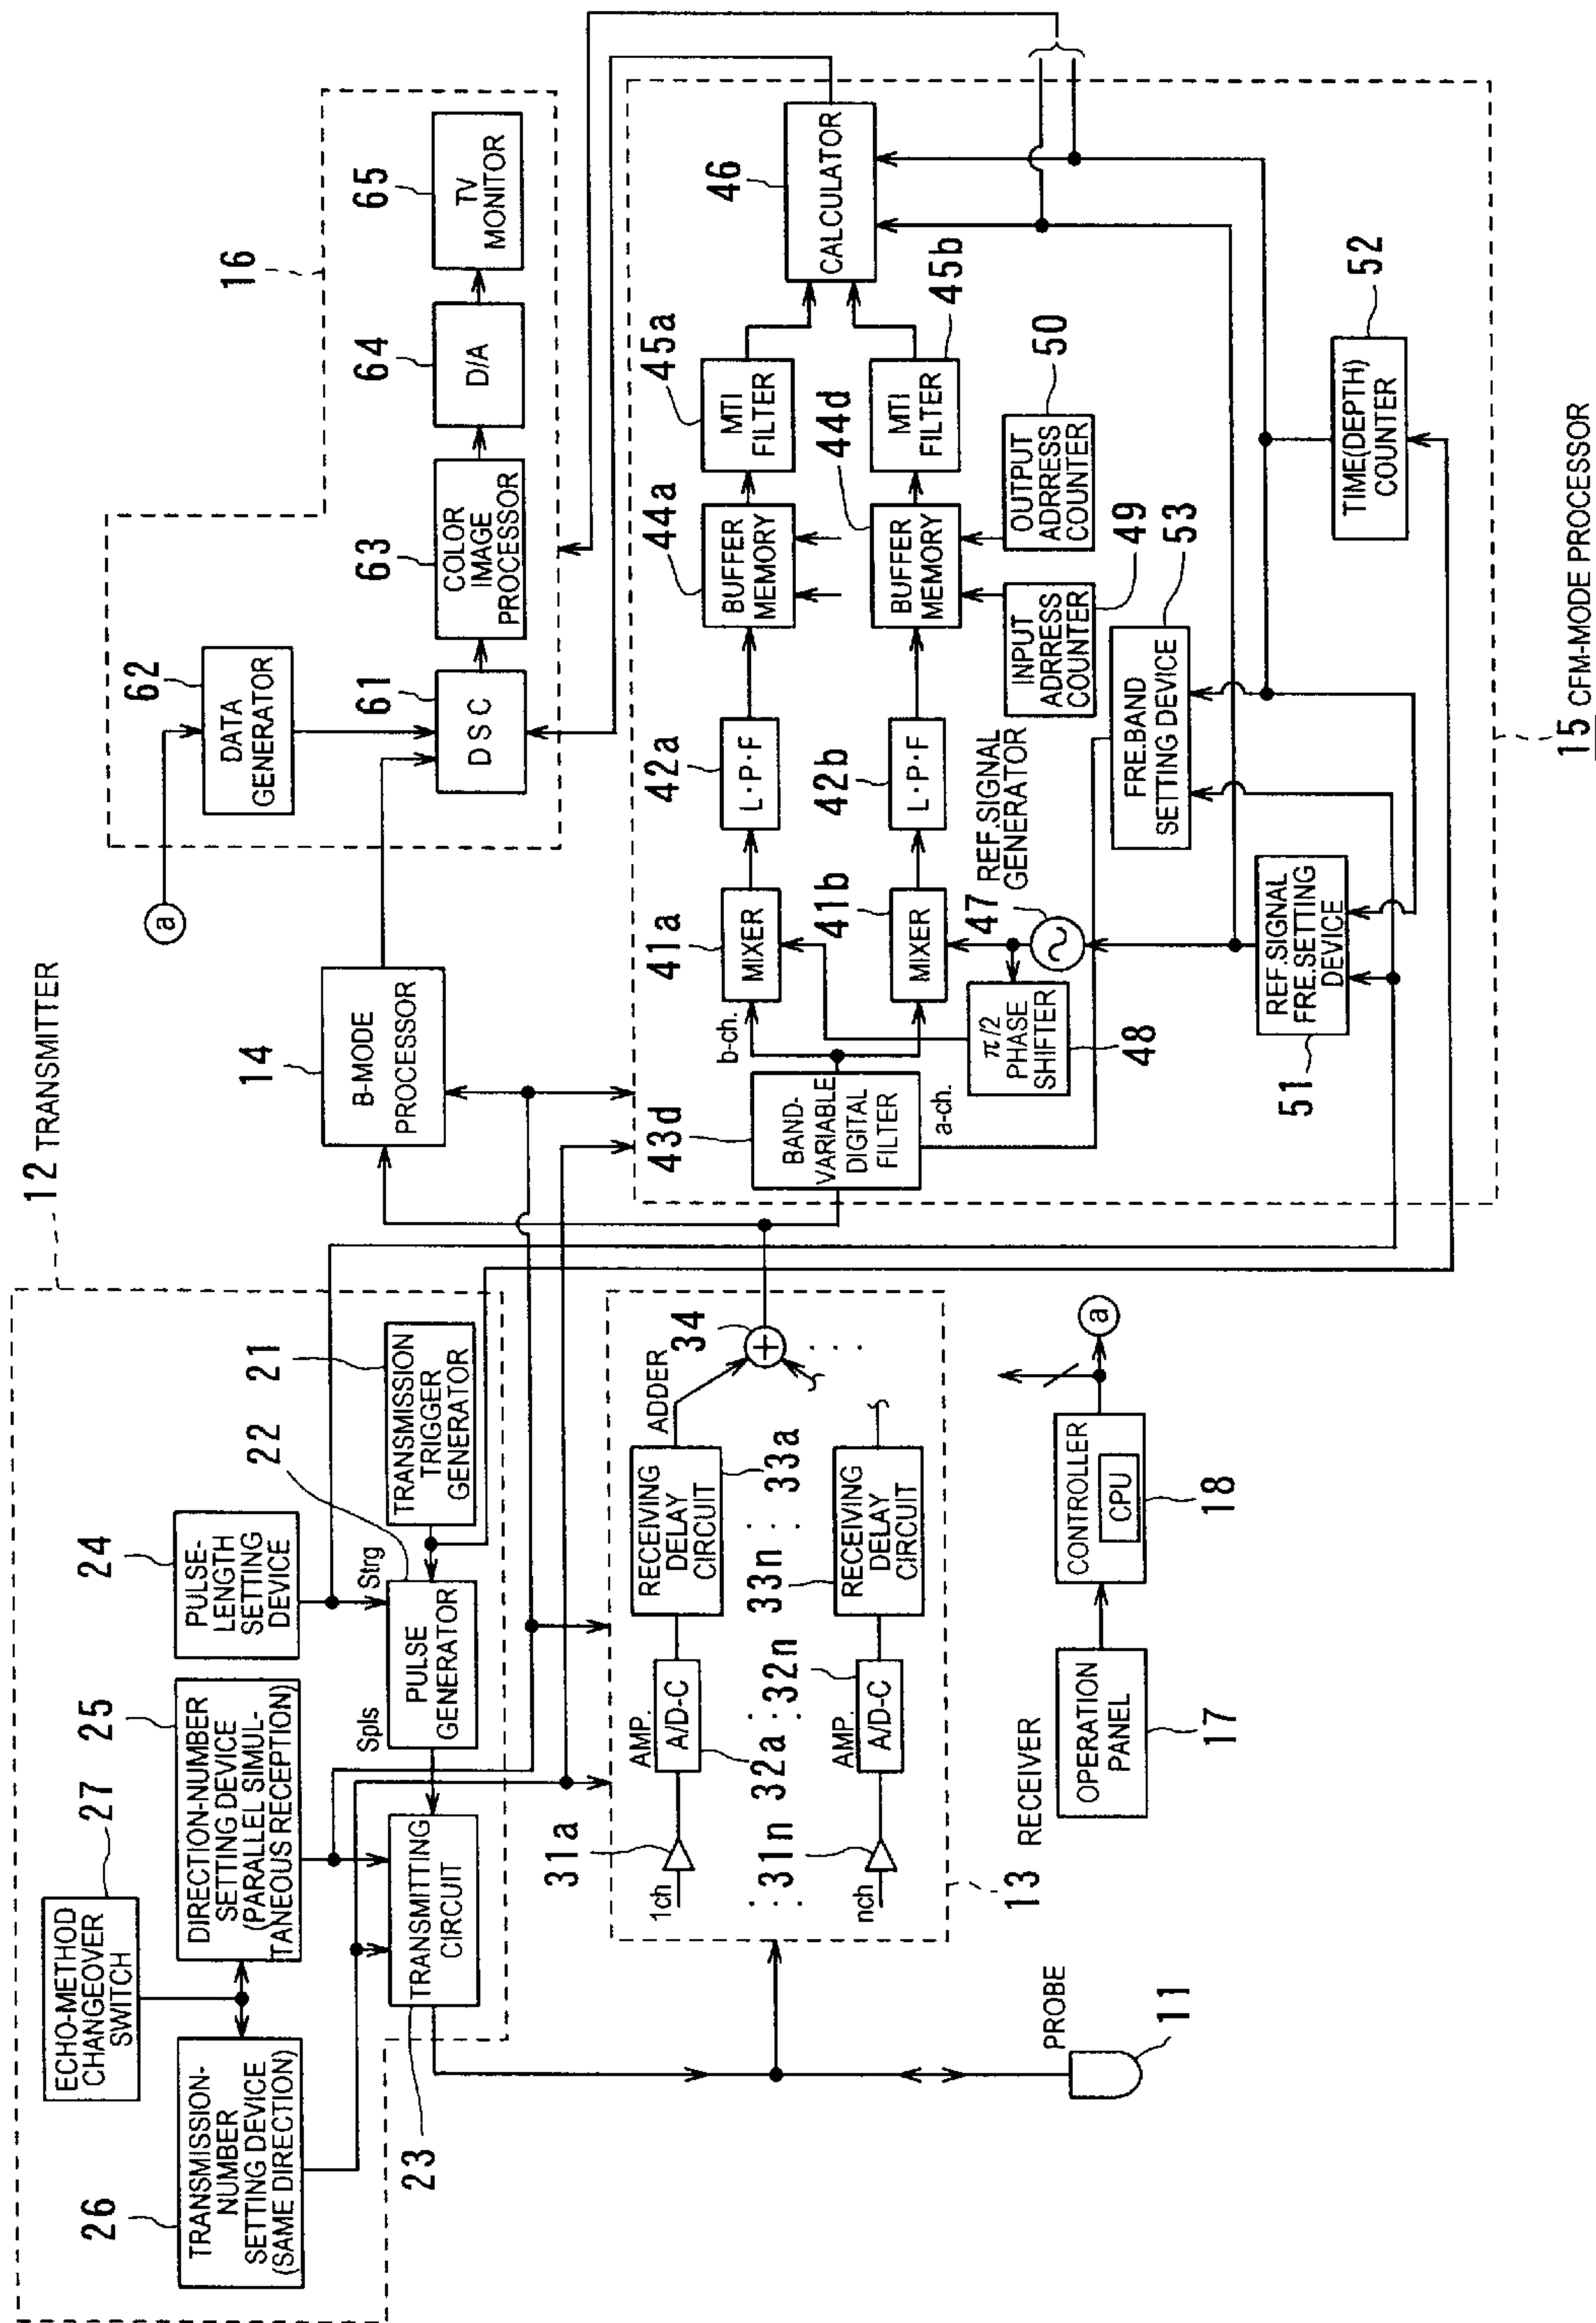 12 TRANSMITTER
26
TRANSMISSION-
NUMBER
SETTING DEVICE
(SAME DIRECTION)
ECHO-METHOD
CHANGEOVER
SWITCH
27
DIRECTION-NUMBER
SETTING DEVICE
(PARALLEL SIMUL-
TANEOUS RECEPTION)
25
PULSE-
LENGTH
SETTING
DEVICE
24
23
TRANSMITTING
CIRCUIT
Spls
PULSE
GENERATOR
Strg
22
TRANSMISSION
TRIGGER
GENERATOR
21
14
B-MODE
PROCESSOR
a
62
DATA
GENERATOR
16
61
DSC
63
COLOR
IMAGE
PROCESSOR
64
D/A
65
TV
MONITOR
PROBE
11
13 RECEIVER
1ch
31a
AMP.
A/D-C
32a
RECEIVING
DELAY
CIRCUIT
33a
ADDER
34
nch
31n
AMP.
A/D-C
32n
RECEIVING
DELAY
CIRCUIT
33n
OPERATION
PANEL
17
CONTROLLER
CPU
18
a
43d
BAND-
VARIABLE
DIGITAL
FILTER
b-ch.
a-ch.
41a
MIXER
42a
L·P·F
44a
BUFFER
MEMORY
45a
MTI
FILTER
46
CALCULATOR
41b
MIXER
42b
L·P·F
44d
BUFFER
MEMORY
45b
MTI
FILTER
π/2
PHASE
SHIFTER
48
47
REF.SIGNAL
GENERATOR
INPUT
ADRRESS
COUNTER
49
OUTPUT
ADRRESS
COUNTER
50
51
REF.SIGNAL
FRE.SETTING
DEVICE
FRE.BAND
SETTING DEVICE
53
TIME(DEPTH)
COUNTER
52
15 CFM-MODE PROCESSOR